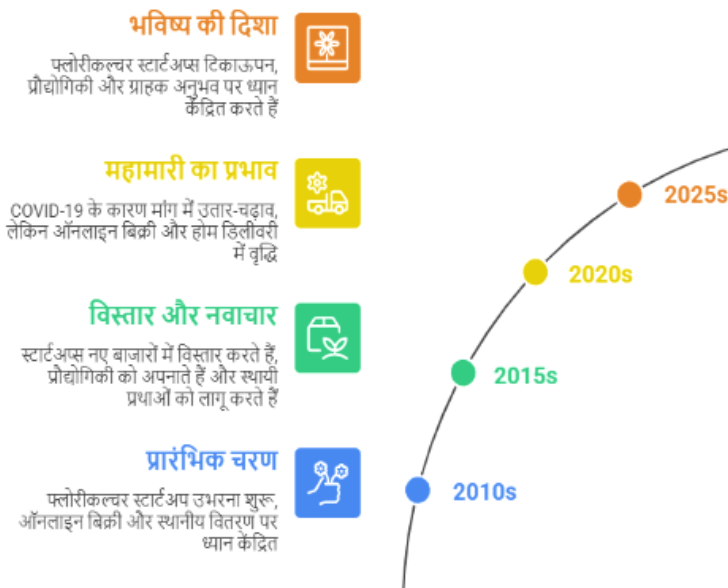 भविष्य की दिशा
फ्लोरीकल्चर स्टार्टअप्स टिकाऊपन,
प्रौद्योगिकी और ग्राहक अनुभव पर ध्यान
केंद्रित करते हैं
2025s
महामारी का प्रभाव
COVID-19 के कारण मांग में उतार-चढ़ाव,
लेकिन ऑनलाइन बिक्री और होम डिलीवरी
में वृद्धि
2020s
विस्तार और नवाचार
स्टार्टअप्स नए बाजारों में विस्तार करते हैं,
प्रौद्योगिकी को अपनाते हैं और स्थायी
प्रथाओं को लागू करते हैं
2015s
प्रारंभिक चरण
फ्लोरीकल्चर स्टार्टअप उभरना शुरू,
ऑनलाइन बिक्री और स्थानीय वितरण पर
ध्यान केंद्रित
2010s